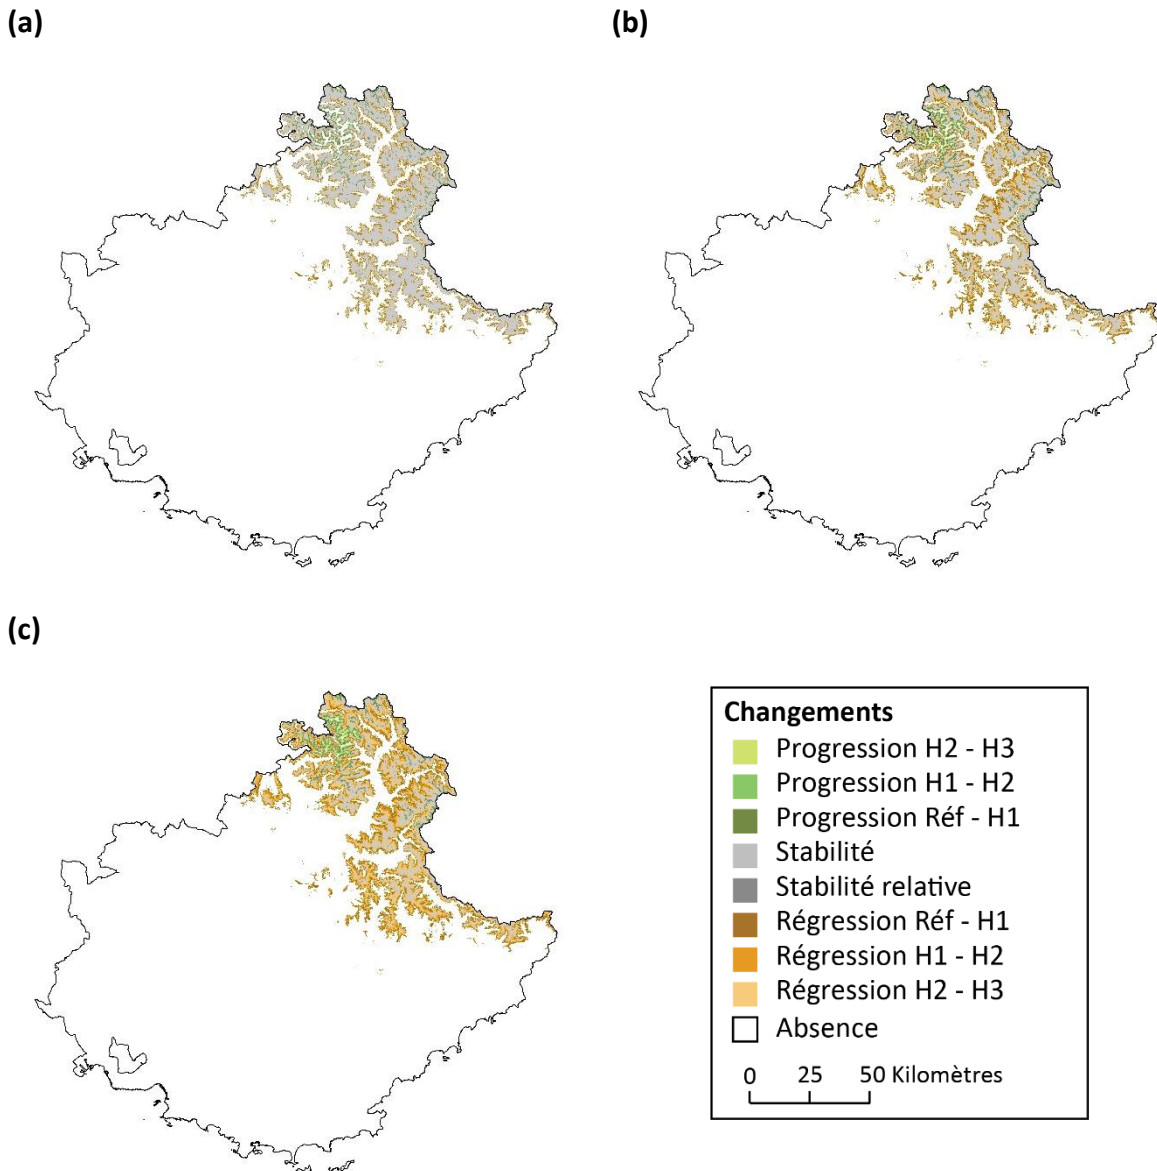 (a)
(b)
(c)
Changements
Progression H2 - H3
Progression H1 - H2
Progression Réf - H1
Stabilité
Stabilité relative
Régression Réf - H1
Régression H1 - H2
Régression H2 - H3
Absence
0 25 50 Kilomètres